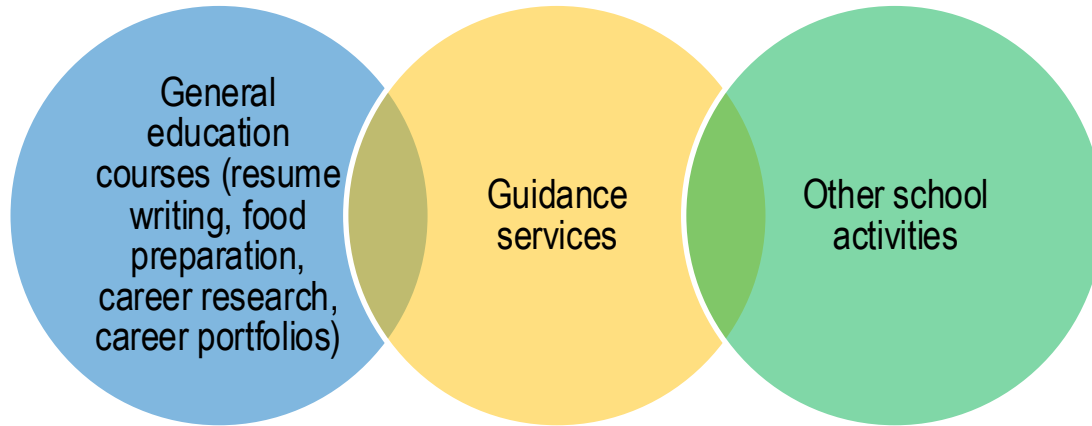 General
education
courses (resume
writing, food
preparation,
career research,
career portfolios)
Guidance
services
Other school
activities